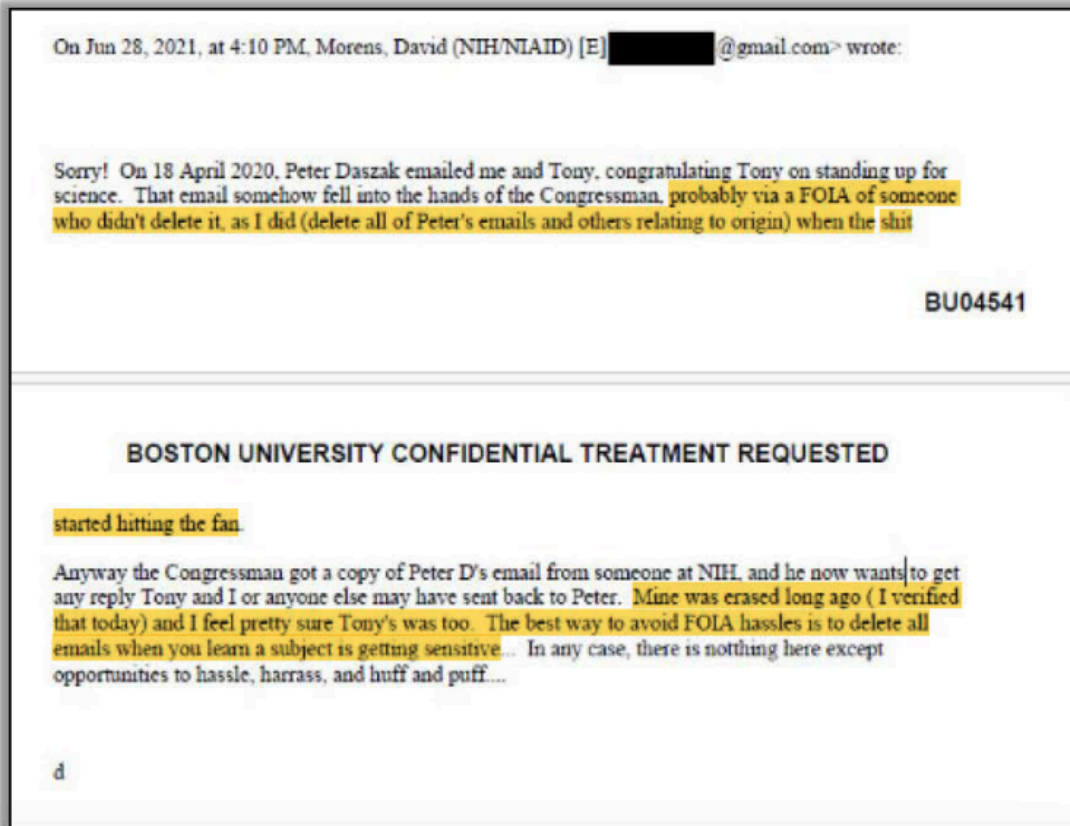 On Jun 28, 2021, at 4:10 PM, Morens, David (NIH/NIAID) [E] @gmail.com> wrote:
Sorry! On 18 April 2020, Peter Daszak emailed me and Tony, congratulating Tony on standing up for
science. That email somehow fell into the hands of the Congressman, probably via a FOIA of someone
who didn't delete it, as I did (delete all of Peter's emails and others relating to origin) when the shit
BU04541
BOSTON UNIVERSITY CONFIDENTIAL TREATMENT REQUESTED
started hitting the fan.
Anyway the Congressman got a copy of Peter D's email from someone at NIH, and he now wants to get
any reply Tony and I or anyone else may have sent back to Peter. Mine was erased long ago ( I verified
that today) and I feel pretty sure Tony's was too. The best way to avoid FOIA hassles is to delete all
emails when you learn a subject is getting sensitive... In any case, there is notthing here except
opportunities to hassle, harrass, and huff and puff....
d